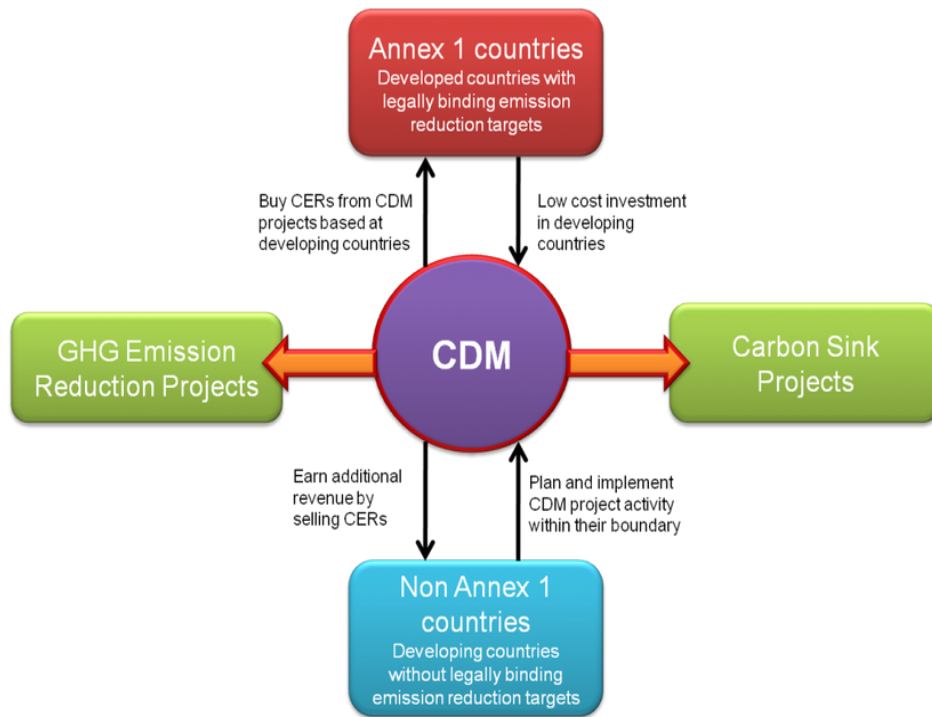 Annex 1 countries
Developed countries with
legally binding emission
reduction targets
Buy CERs from CDM
projects based at
developing countries
Low cost investment
in developing
countries
GHG Emission
Reduction Projects
CDM
Carbon Sink
Projects
Earn additional
revenue by
selling CERs
Plan and implement
CDM project activity
within their boundary
Non Annex 1
countries
Developing countries
without legally binding
emission reduction targets